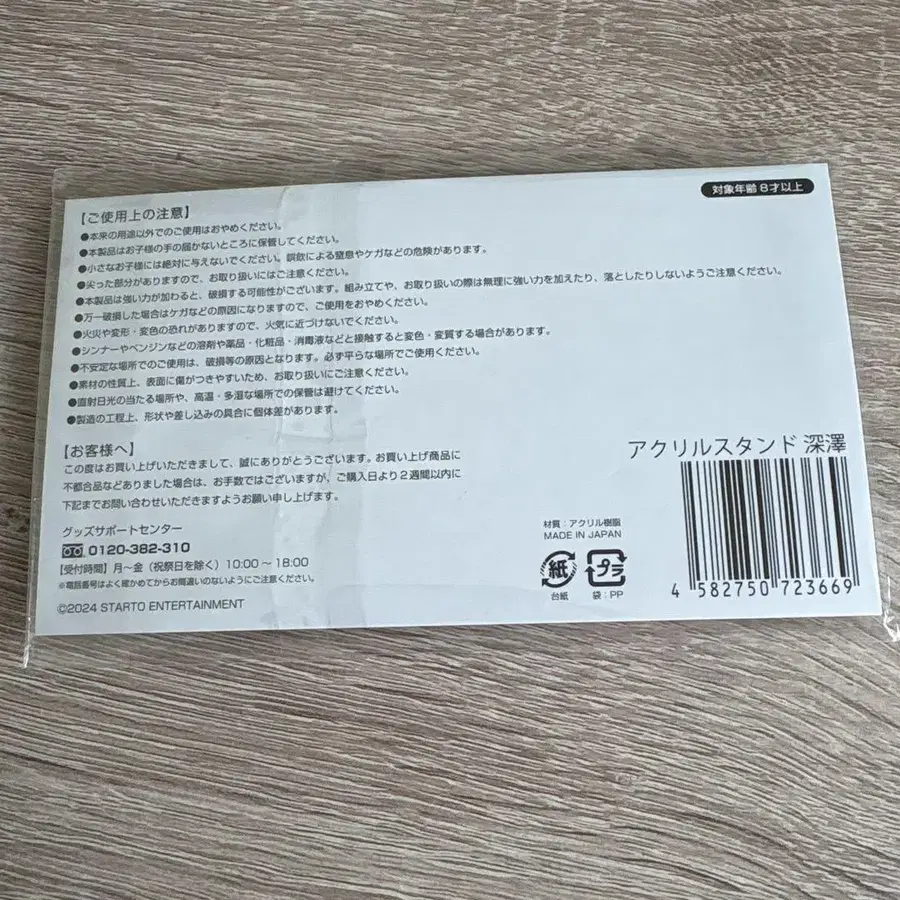 対象年齢 8才以上
【ご使用上の注意】
●本来の用途以外でのご使用はおやめください。
●本製品はお子様の手の届かないところに保管してください。
●小さなお子様には絶対に与えないでください。誤飲による窒息やケガなどの危険があります。
●尖った部分がありますので、お取り扱いにはご注意ください。
●本製品は強い力が加わると、破損する可能性がございます。組み立てや、お取り扱いの際は無理に強い力を加えたり、落としたりしないようご注意ください。
●万一破損した場合はケガなどの原因になりますので、ご使用をおやめください。
●火災や変形・変色の恐れがありますので、火気に近づけないでください。
●シンナーやベンジンなどの溶剤や薬品・化粧品・消毒液などと接触すると変色・変質する場合があります。
●不安定な場所でのご使用は、破損等の原因となります。必ず平らな場所でご使用ください。
●素材の性質上、表面に傷がつきやすいため、お取り扱いにご注意ください。
●直射日光の当たる場所や、高温・多湿な場所での保管は避けてください。
●製造の工程上、形状や差し込みの具合に個体差があります。
【お客様へ】
この度はお買い上げいただきまして、誠にありがとうございます。お買い上げ商品に
不都合品などありました場合は、お手数ではございますが、ご購入日より2週間以内に
下記までお問い合わせいただきますようお願い申し上げます。
グッズサポートセンター
0120-382-310
【受付時間】月～金（祝祭日を除く）10:00～18:00
※電話番号はよく確かめてからお間違いのないようにご注意ください。
©2024 STARTO ENTERTAINMENT
材質：アクリル樹脂
MADE IN JAPAN
紙
台紙
プラ
袋：PP
アクリルスタンド 深澤
4 582750 723669